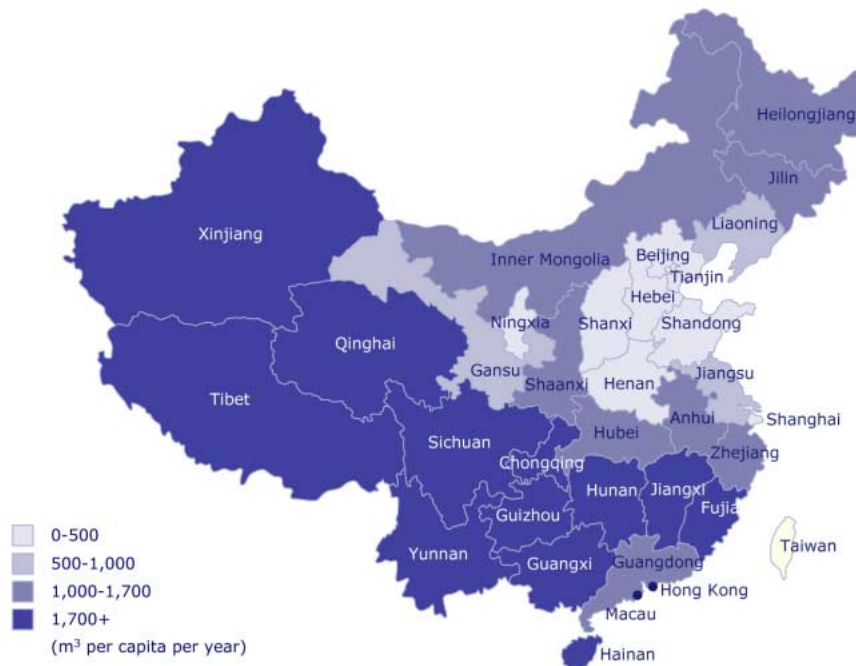 Heilongjiang
Jilin
Liaoning
Xinjiang
Inner Mongolia
Beijing
Tianjin
Hebei
Ningxia
Shanxi
Shandong
Qinghai
Gansu
Shaanxi
Henan
Jiangsu
Tibet
Anhui
Shanghai
Hubei
Sichuan
Zhejiang
Chongqing
Hunan
Jiangxi
Fujia
Guizhou
Yunnan
Guangxi
Guangdong
Taiwan
Hong Kong
Macau
Hainan
0-500
500-1,000
1,000-1,700
1,700+
(m³ per capita per year)